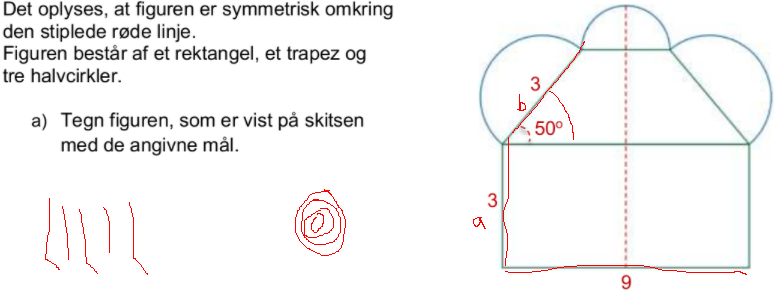 Det oplyses, at figuren er symmetrisk omkring
den stiplede røde linje.
Figuren består af et rektangel, et trapez og
tre halvcirkler.
a) Tegn figuren, som er vist på skitsen
med de angivne mål.
3
b
50º
3
a
9